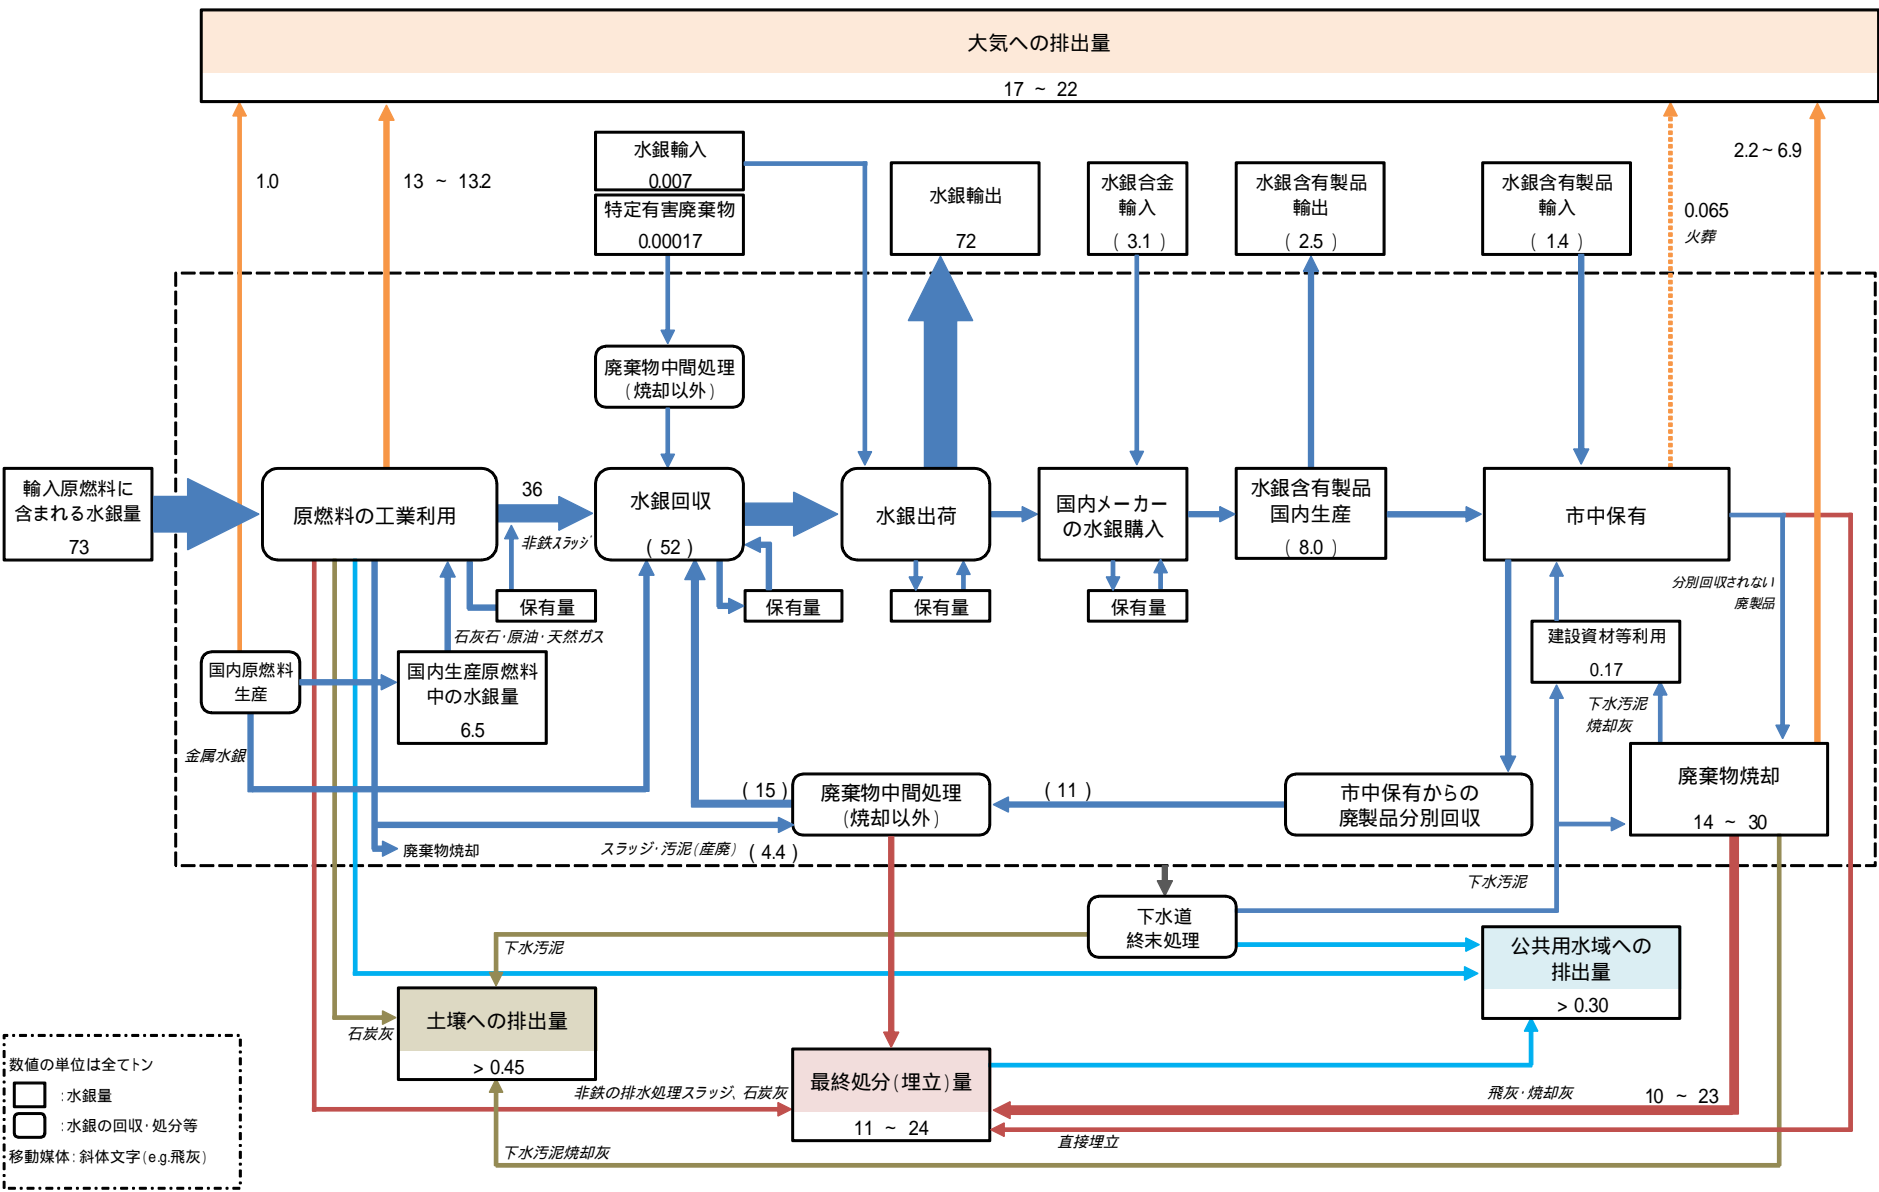 大気への排出量
17 ~ 22
1.0
13 ~ 13.2
水銀輸入
0.007
特定有害廃棄物
0.00017
水銀輸出
72
水銀合金
輸入
( 3.1 )
水銀含有製品
輸出
( 2.5 )
水銀含有製品
輸入
( 1.4 )
0.065
火葬
2.2~6.9
廃棄物中間処理
(焼却以外)
輸入原燃料に
含まれる水銀量
73
原燃料の工業利用
36
非鉄スラッジ
水銀回収
( 52 )
水銀出荷
国内メーカー
の水銀購入
水銀含有製品
国内生産
( 8.0 )
市中保有
分別回収されない
廃製品
保有量
保有量
保有量
保有量
石灰石・原油・天然ガス
国内原燃料
生産
国内生産原燃料
中の水銀量
6.5
金属水銀
建設資材等利用
0.17
下水汚泥
焼却灰
廃棄物焼却
14 ~ 30
( 15 )
廃棄物中間処理
(焼却以外)
( 11 )
市中保有からの
廃製品分別回収
廃棄物焼却
スラッジ・汚泥(産廃)
( 4.4 )
下水汚泥
下水道
終末処理
下水汚泥
公共用水域への
排出量
> 0.30
石炭灰
土壌への排出量
> 0.45
非鉄の排水処理スラッジ、石炭灰
最終処分(埋立)量
11 ~ 24
飛灰・焼却灰
10 ~ 23
直接埋立
下水汚泥焼却灰
数値の単位は全てトン
:水銀量
:水銀の回収・処分等
移動媒体:斜体文字(e.g.飛灰)